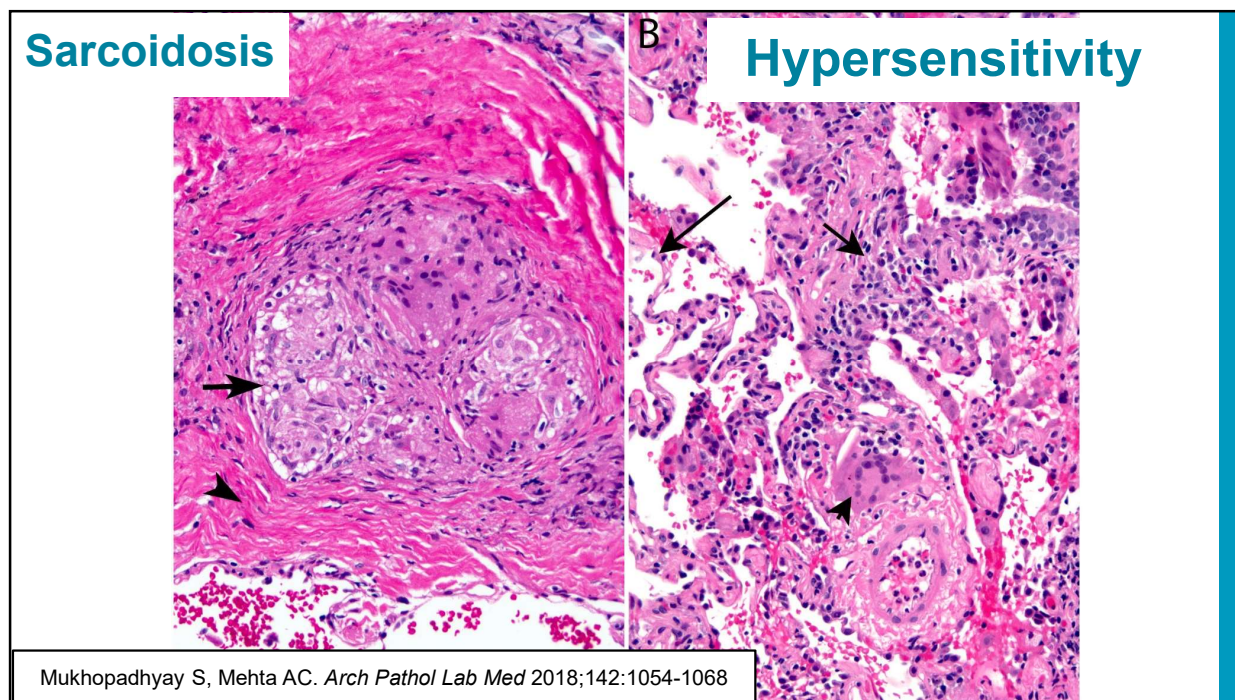 Sarcoidosis
B
Hypersensitivity
Mukhopadhyay S, Mehta AC. Arch Pathol Lab Med 2018;142:1054-1068